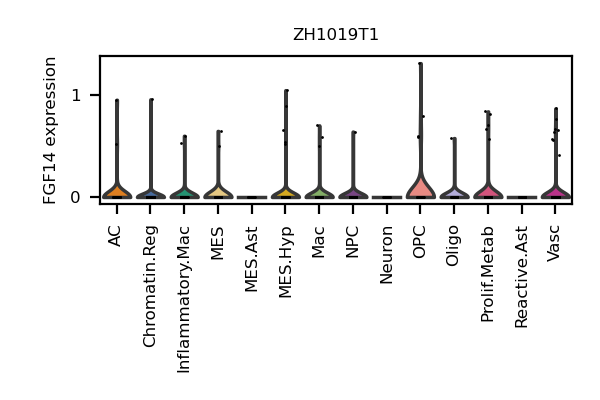 ZH1019T1
FGF14 expression
1
0
AC
Chromatin.Reg
Inflammatory.Mac
MES
MES.Ast
MES.Hyp
Mac
NPC
Neuron
OPC
Oligo
Prolif.Metab
Reactive.Ast
Vasc